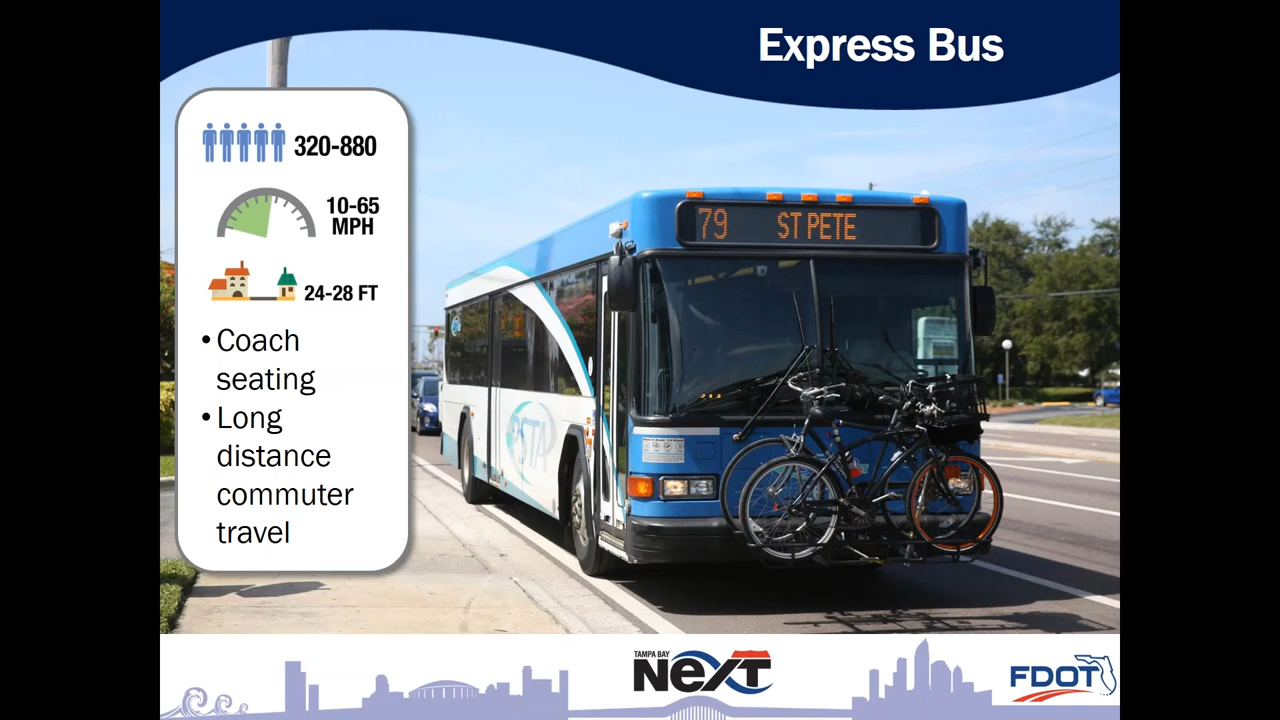 Express Bus
320-880
10-65
MPH
24-28 FT
• Coach
seating
• Long
distance
commuter
travel
79 ST PETE
PSTA
TAMPA BAY
NEXT
FDOT